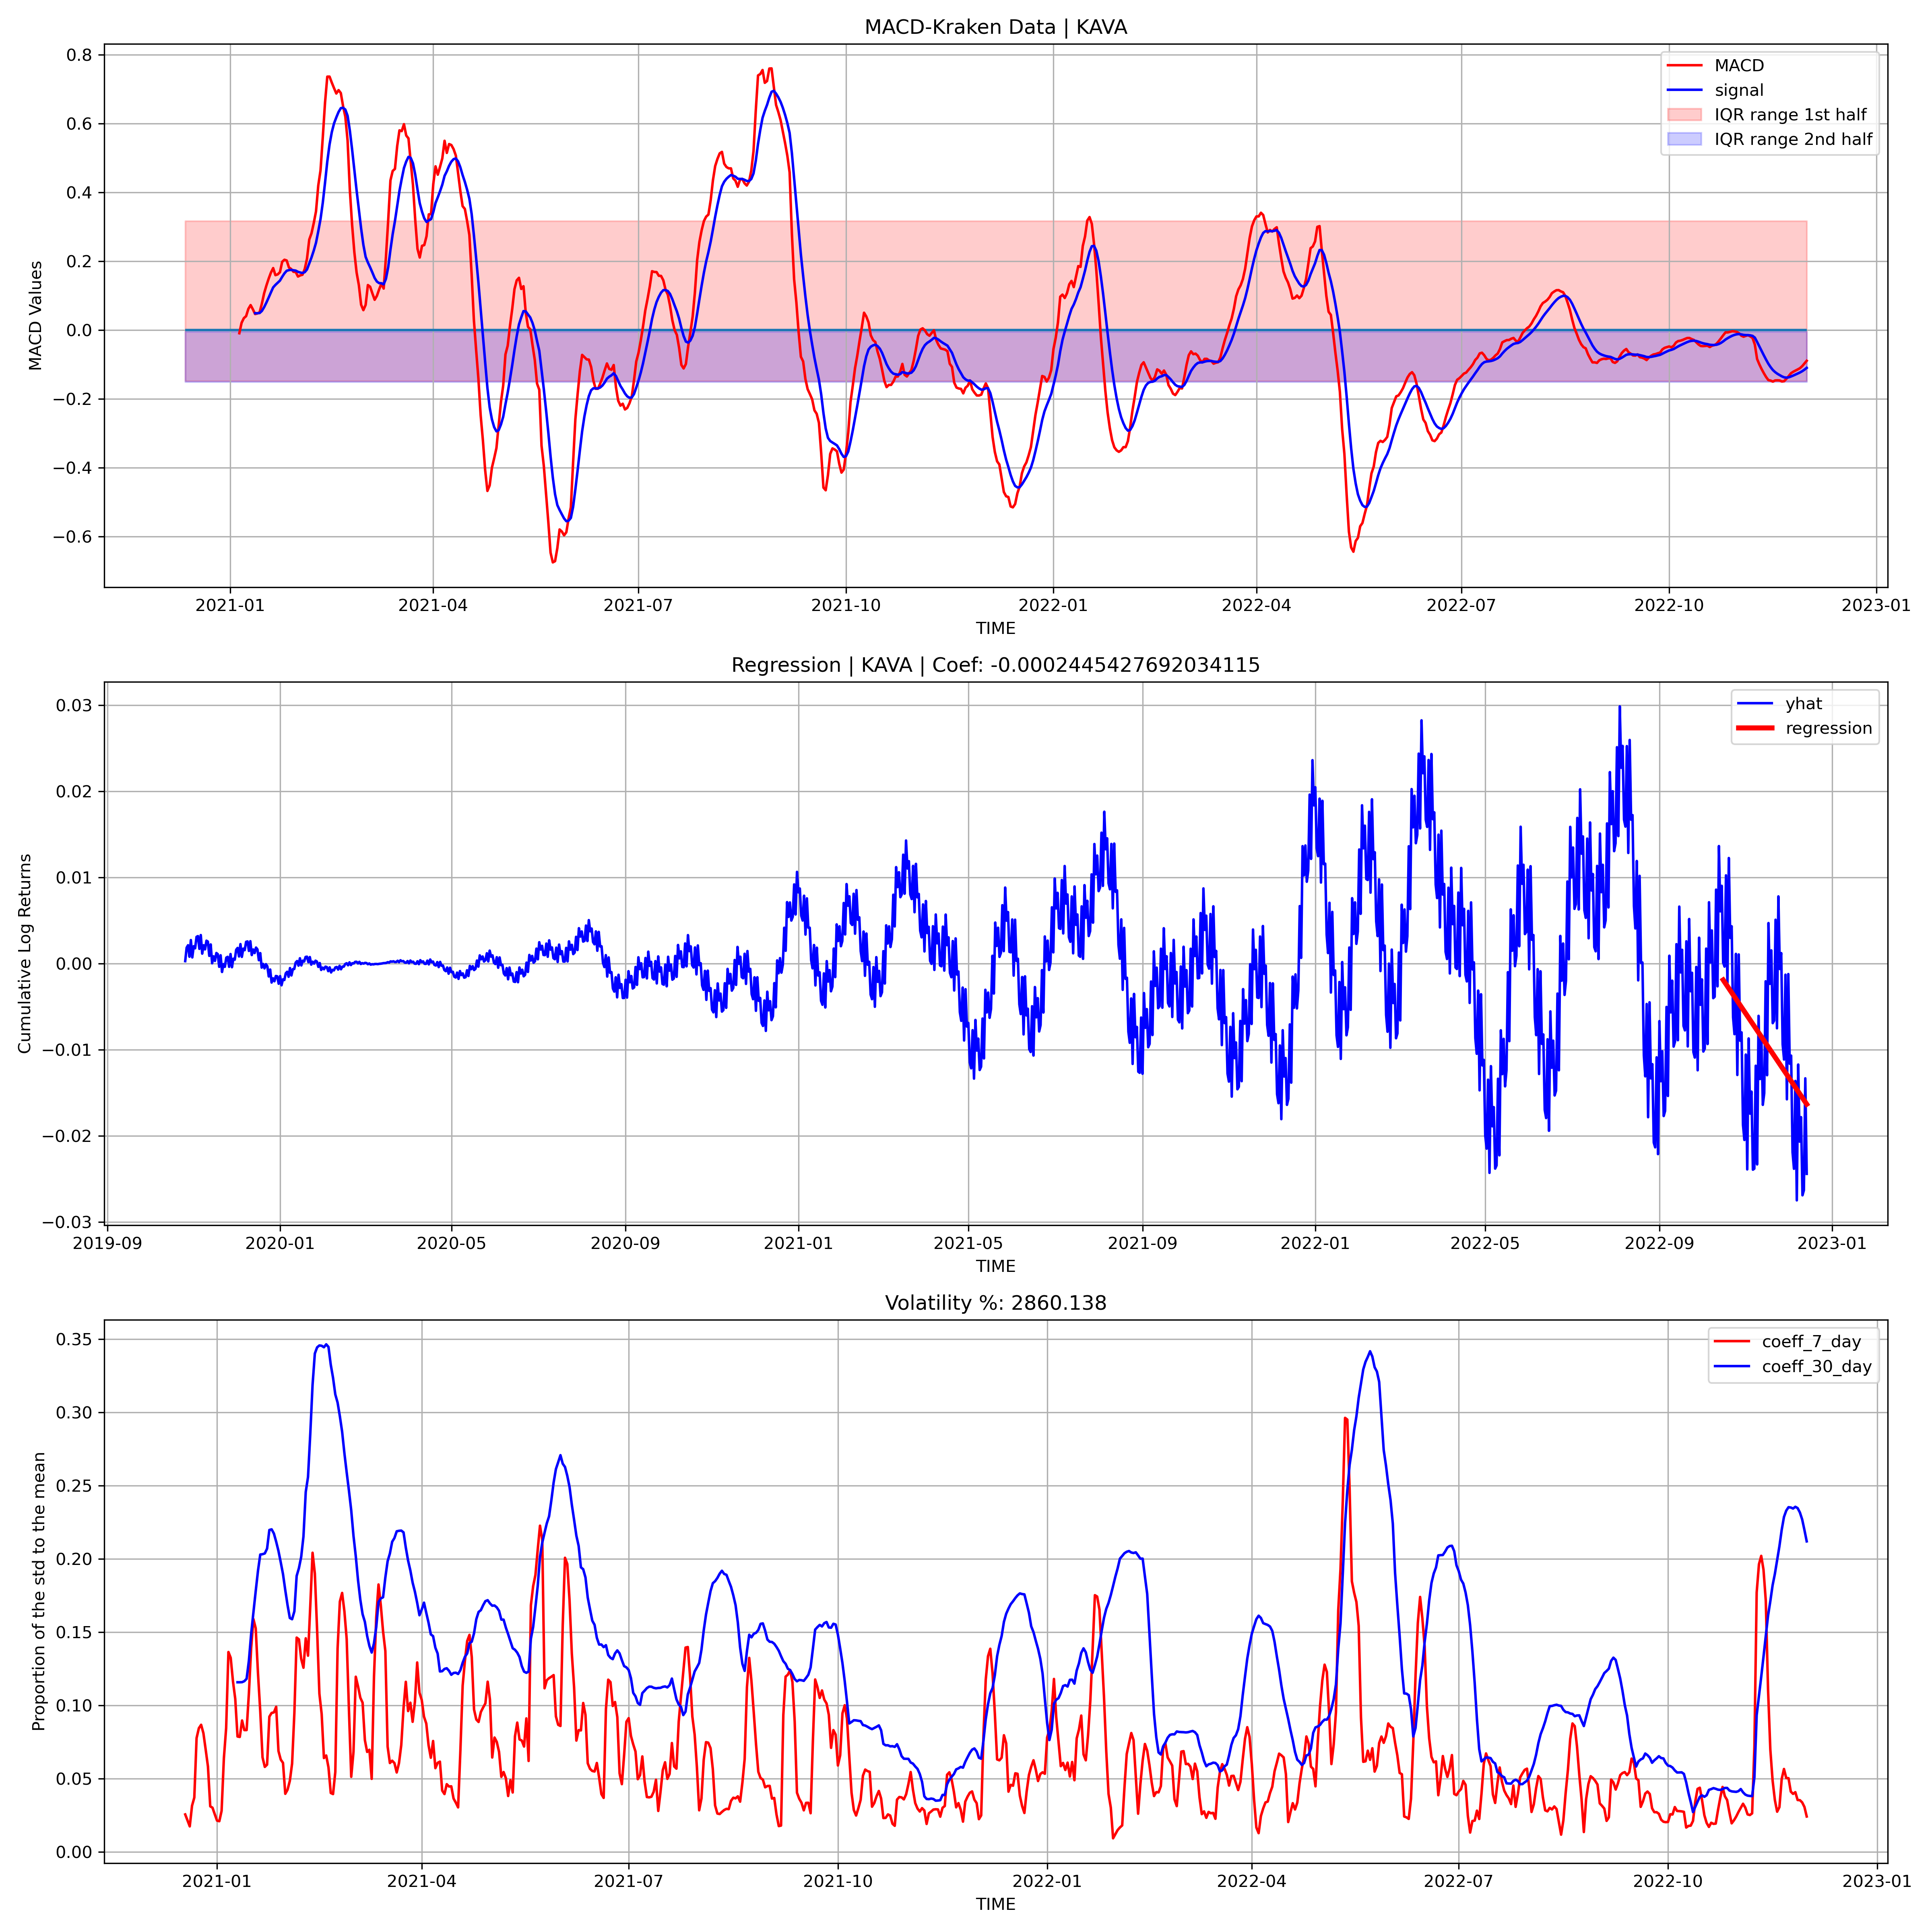 MACD-Kraken Data | KAVA
MACD Values
0.8
0.6
0.4
0.2
0.0
−0.2
−0.4
−0.6
MACD
signal
IQR range 1st half
IQR range 2nd half
2021-01 2021-04 2021-07 2021-10 2022-01 2022-04 2022-07 2022-10 2023-01
TIME
Regression | KAVA | Coef: -0.0002445427692034115
Cumulative Log Returns
0.03
0.02
0.01
0.00
−0.01
−0.02
−0.03
yhat
regression
2019-09 2020-01 2020-05 2020-09 2021-01 2021-05 2021-09 2022-01 2022-05 2022-09 2023-01
TIME
Volatility %: 2860.138
Proportion of the std to the mean
0.35
0.30
0.25
0.20
0.15
0.10
0.05
0.00
coeff_7_day
coeff_30_day
2021-01 2021-04 2021-07 2021-10 2022-01 2022-04 2022-07 2022-10 2023-01
TIME